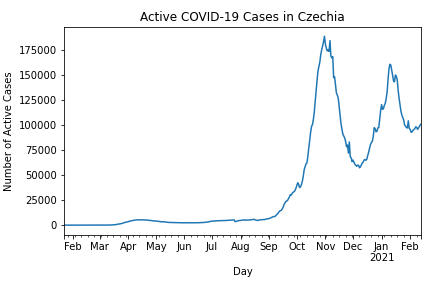 Active COVID-19 Cases in Czechia
Number of Active Cases
175000
150000
125000
100000
75000
50000
25000
0
Feb Mar Apr May Jun Jul Aug Sep Oct Nov Dec Jan Feb
2021
Day